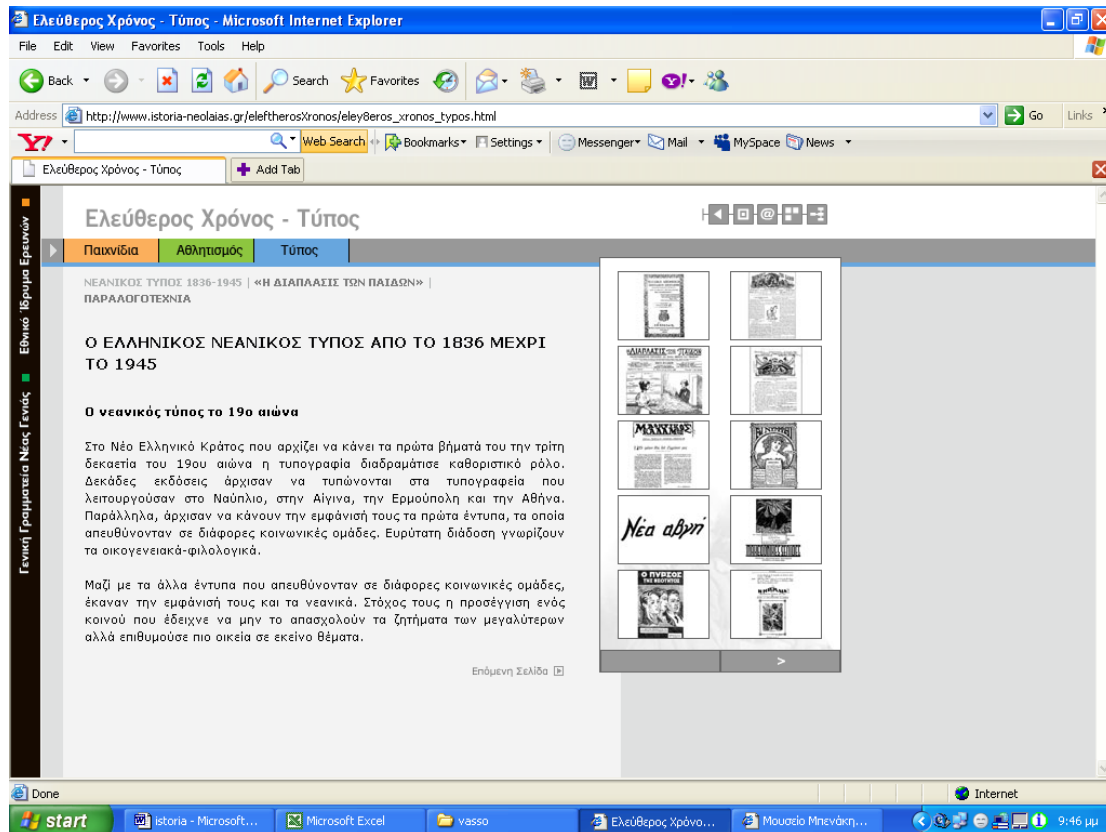 Ελεύθερος Χρόνος - Τύπος - Microsoft Internet Explorer
File Edit View Favorites Tools Help
Back Search Favorites
Address http://www.istoria-neolaias.gr/eleftherosXronos/eley8eros_xronos_typos.html Go Links
Web Search Bookmarks Settings Messenger Mail MySpace News
Ελεύθερος Χρόνος - Τύπος Add Tab
Γενική Γραμματεία Νέας Γενιάς Εθνικό Ίδρυμα Ερευνών
Ελεύθερος Χρόνος - Τύπος
Παιχνίδια Αθλητισμός Τύπος
ΝΕΑΝΙΚΟΣ ΤΥΠΟΣ 1836-1945 | «Η ΔΙΑΠΛΑΣΙΣ ΤΩΝ ΠΑΙΔΩΝ» |
ΠΑΡΑΛΟΓΟΤΕΧΝΙΑ
Ο ΕΛΛΗΝΙΚΟΣ ΝΕΑΝΙΚΟΣ ΤΥΠΟΣ ΑΠΟ ΤΟ 1836 ΜΕΧΡΙ
ΤΟ 1945
Ο νεανικός τύπος το 19ο αιώνα
Στο Νέο Ελληνικό Κράτος που αρχίζει να κάνει τα πρώτα βήματά του την τρίτη
δεκαετία του 19ου αιώνα η τυπογραφία διαδραμάτισε καθοριστικό ρόλο.
Δεκάδες εκδόσεις άρχισαν να τυπώνονται στα τυπογραφεία που
λειτουργούσαν στο Ναύπλιο, στην Αίγινα, την Ερμούπολη και την Αθήνα.
Παράλληλα, άρχισαν να κάνουν την εμφάνισή τους τα πρώτα έντυπα, τα οποία
απευθύνονταν σε διάφορες κοινωνικές ομάδες. Ευρύτατη διάδοση γνωρίζουν
τα οικογενειακά-φιλολογικά.
Μαζί με τα άλλα έντυπα που απευθύνονταν σε διάφορες κοινωνικές ομάδες,
έκαναν την εμφάνισή τους και τα νεανικά. Στόχος τους η προσέγγιση ενός
κοινού που έδειχνε να μην το απασχολούν τα ζητήματα των μεγαλύτερων
αλλά επιθυμούσε πιο οικεία σε εκείνο θέματα.
Επόμενη Σελίδα
ΔΙΑΠΛΑΣΙΣ ΤΩΝ ΠΑΙΔΩΝ
Νέα αβγή
Ο ΠΥΡΣΟΣ
ΤΗΣ ΝΕΟΤΗΤΟΣ
>
Done Internet
start istoria - Microsoft... Microsoft Excel vasso Ελεύθερος Χρόνο... Μουσείο Μπενάκη... 9:46 μμ